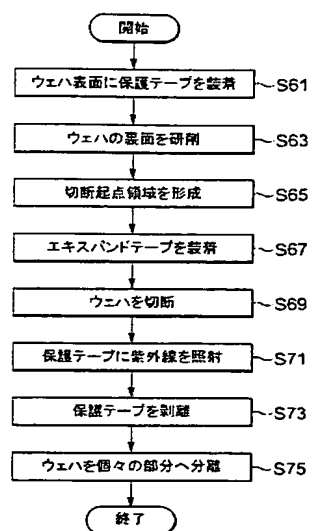 開始
ウェハ表面に保護テープを装着 S61
ウェハの裏面を研削 S63
切断起点領域を形成 S65
エキスパンドテープを装着 S67
ウェハを切断 S69
保護テープに紫外線を照射 S71
保護テープを剥離 S73
ウェハを個々の部分へ分離 S75
終了